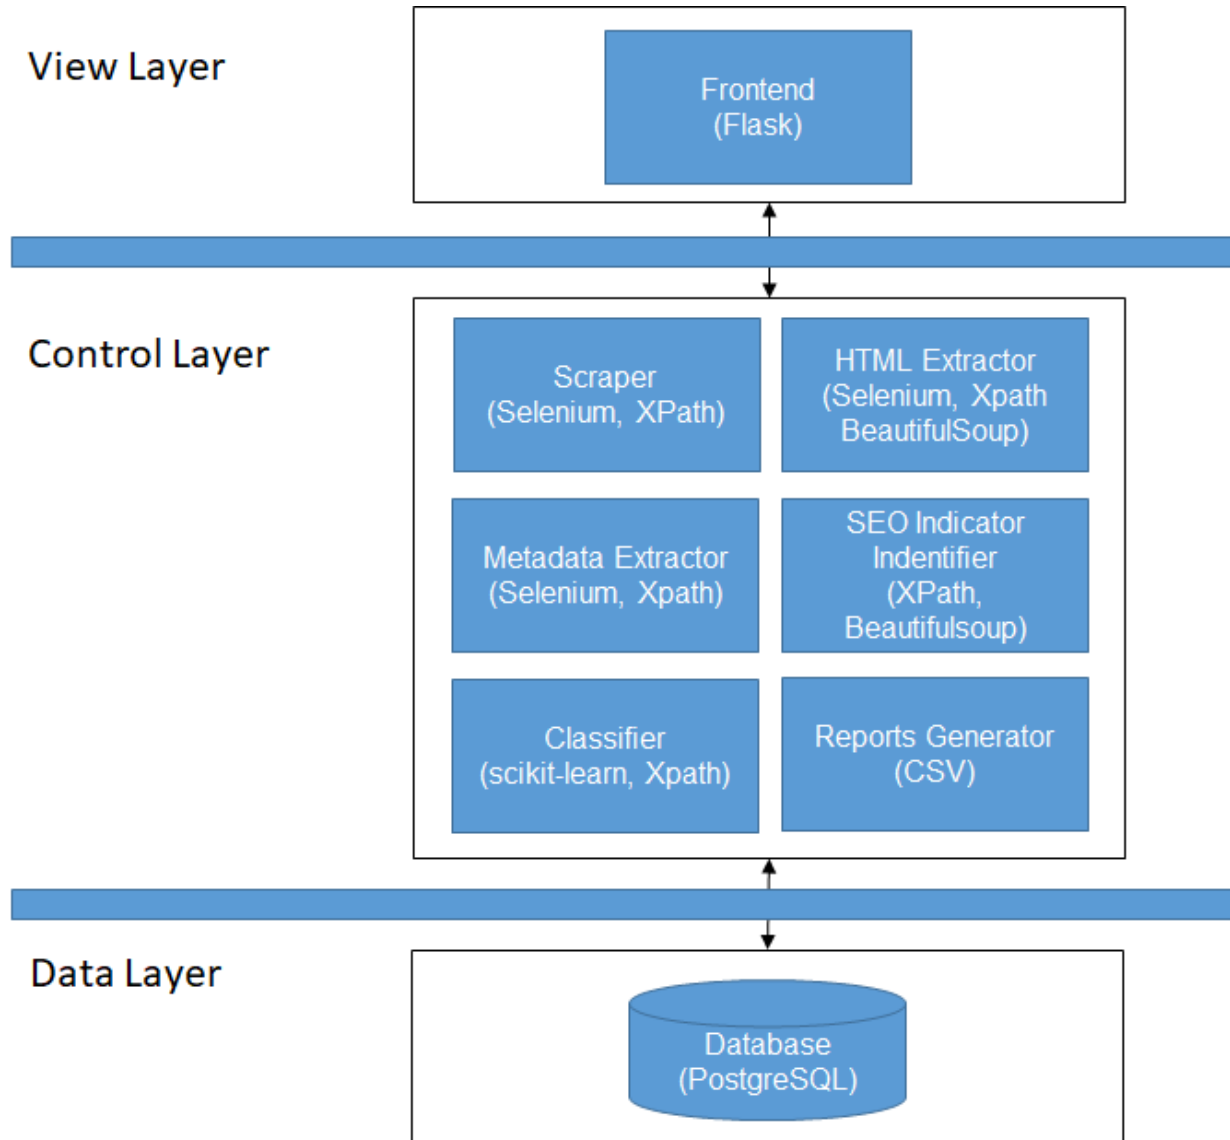 View Layer
Frontend
(Flask)
Control Layer
Scraper
(Selenium, XPath)
HTML Extractor
(Selenium, Xpath
BeautifulSoup)
Metadata Extractor
(Selenium, Xpath)
SEO Indicator
Indentifier
(XPath,
Beautifulsoup)
Classifier
(scikit-learn, Xpath)
Reports Generator
(CSV)
Data Layer
Database
(PostgreSQL)